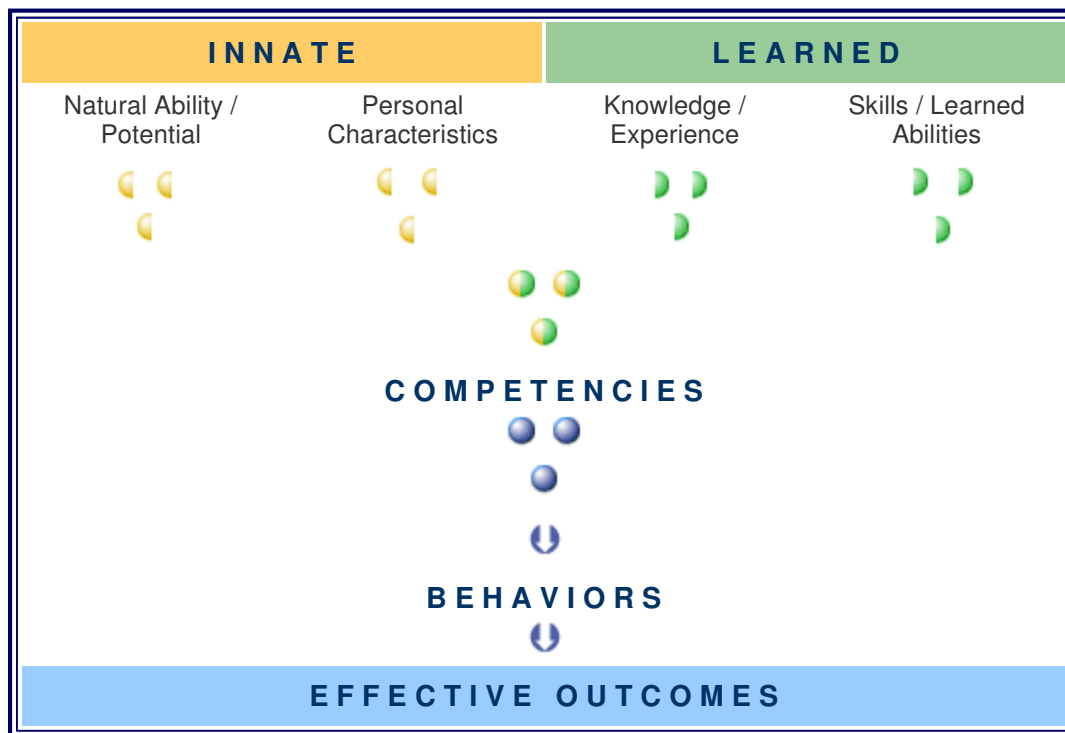 INNATE
LEARNED
Natural Ability /
Potential
Personal
Characteristics
Knowledge /
Experience
Skills / Learned
Abilities
COMPETENCIES
BEHAVIORS
EFFECTIVE OUTCOMES